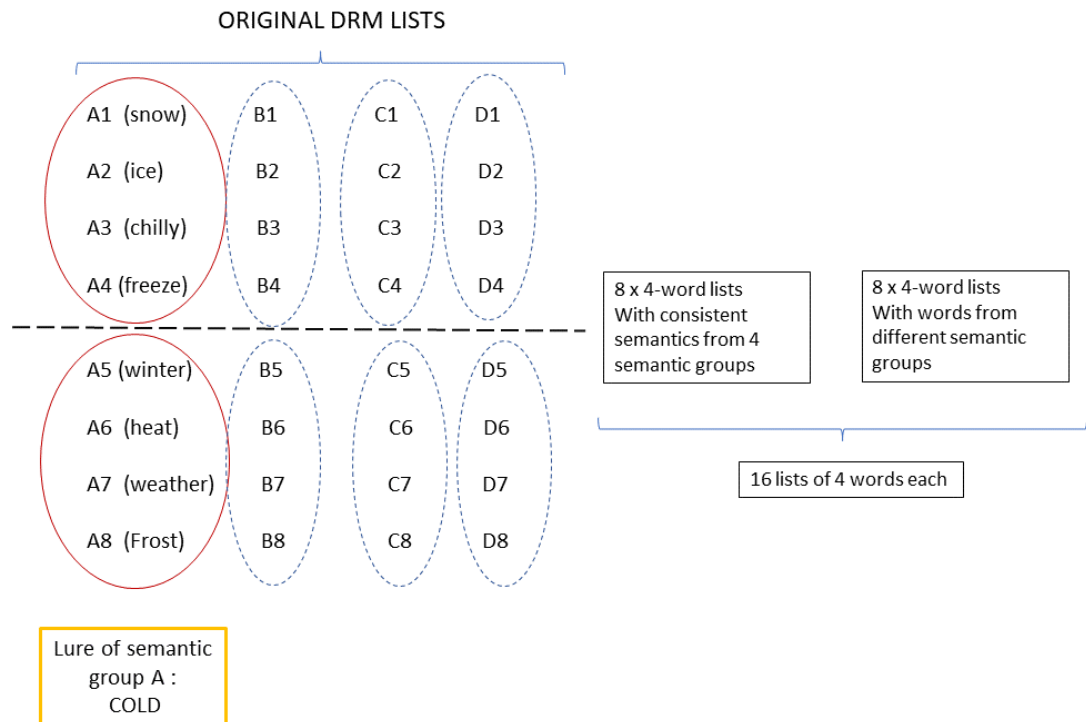 ORIGINAL DRM LISTS
A1 (snow) B1 C1 D1
A2 (ice) B2 C2 D2
A3 (chilly) B3 C3 D3
A4 (freeze) B4 C4 D4
A5 (winter) B5 C5 D5
A6 (heat) B6 C6 D6
A7 (weather) B7 C7 D7
A8 (Frost) B8 C8 D8
8 x 4-word lists
With consistent
semantics from 4
semantic groups
8 x 4-word lists
With words from
different semantic
groups
16 lists of 4 words each
Lure of semantic
group A :
COLD